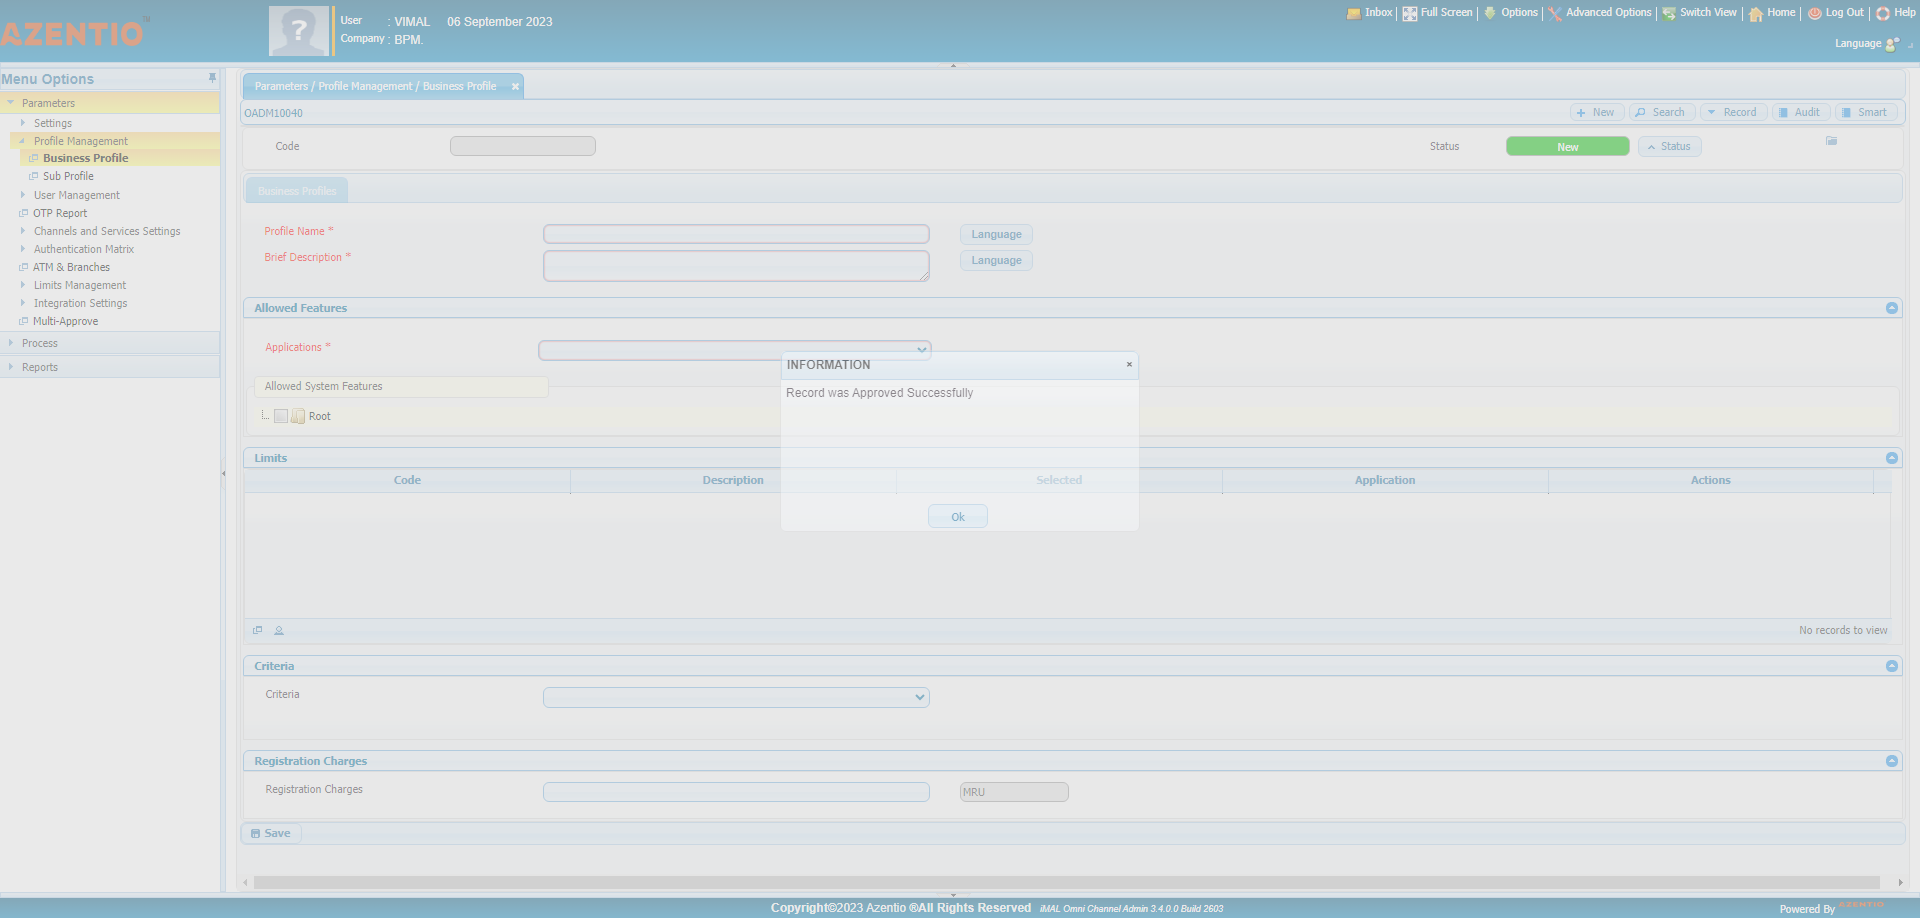 AZENTIO™
User : VIMAL 06 September 2023
Company : BPM.
Inbox Full Screen Options Advanced Options Switch View Home Log Out Help
Language
Menu Options
Parameters
Settings
Profile Management
Business Profile
Sub Profile
User Management
OTP Report
Channels and Services Settings
Authentication Matrix
ATM & Branches
Limits Management
Integration Settings
Multi-Approve
Process
Reports
Parameters / Profile Management / Business Profile
OADM10040
New Search Record Audit Smart
Code
Status New Status
Business Profiles
Profile Name * Language
Brief Description * Language
Allowed Features
Applications *
Allowed System Features
Root
INFORMATION
Record was Approved Successfully
Ok
Limits
Code Description Selected Application Actions
No records to view
Criteria
Criteria
Registration Charges
Registration Charges MRU
Save
Copyright©2023 Azentio ®All Rights Reserved iMAL Omni Channel Admin 3.4.0.0 Build 2603
Powered By AZENTIO